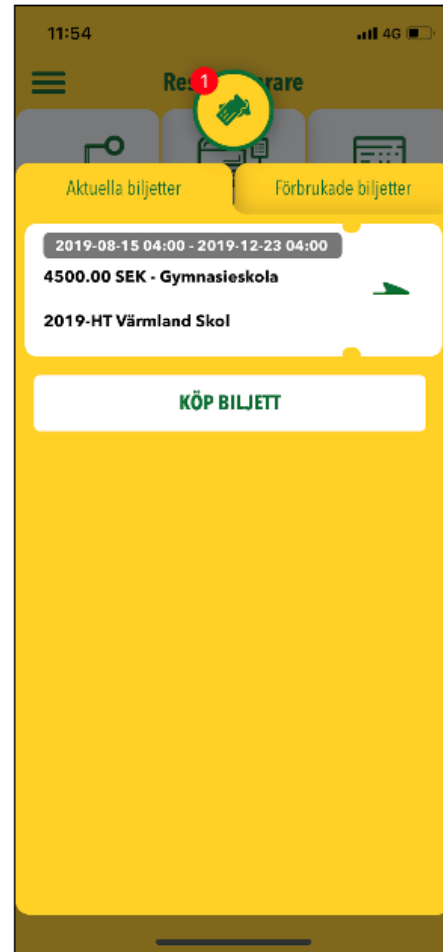 11:54
4G
1
Aktuella biljetter
Förbrukade biljetter
2019-08-15 04:00 - 2019-12-23 04:00
4500.00 SEK - Gymnasieskola
2019-HT Värmland Skol
KÖP BILJETT